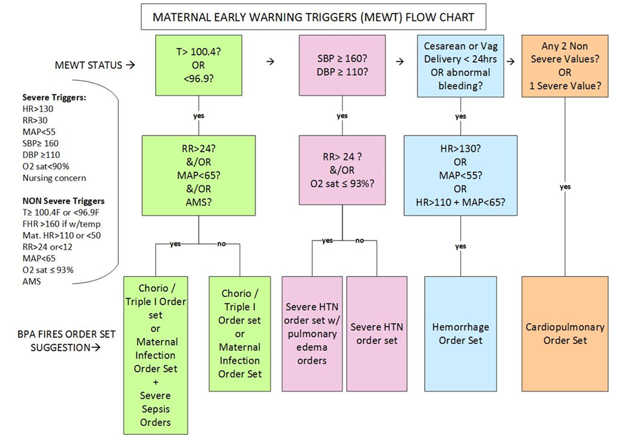 MATERNAL EARLY WARNING TRIGGERS (MEWT) FLOW CHART
MEWT STATUS
T> 100.4?
OR
<96.9?
SBP ≥ 160?
DBP ≥ 110?
Cesarean or Vag
Delivery < 24hrs
OR abnormal
bleeding?
Any 2 Non
Severe Values?
OR
1 Severe Value?
Severe Triggers:
HR>130
RR>30
MAP<55
SBP≥ 160
DBP ≥110
O2 sat<90%
Nursing concern
NON Severe Triggers
T≥ 100.4F or <96.9F
FHR >160 if w/temp
Mat. HR>110 or <50
RR>24 or<12
MAP<65
O2 sat ≤ 93%
AMS
yes
yes
yes
yes
RR>24?
&/OR
MAP<65?
&/OR
AMS?
RR> 24 ?
&/OR
O2 sat ≤ 93%?
HR>130?
OR
MAP<55?
OR
HR>110 + MAP<65?
yes
no
yes
no
yes
BPA FIRES ORDER SET
SUGGESTION
Chorio /
Triple I Order
set
or
Maternal
Infection
Order Set
+
Severe
Sepsis
Orders
Chorio /
Triple I
Order set
or
Maternal
Infection
Order Set
Severe HTN
order set w/
pulmonary
edema
orders
Severe HTN
order set
Hemorrhage
Order Set
Cardiopulmonary
Order Set